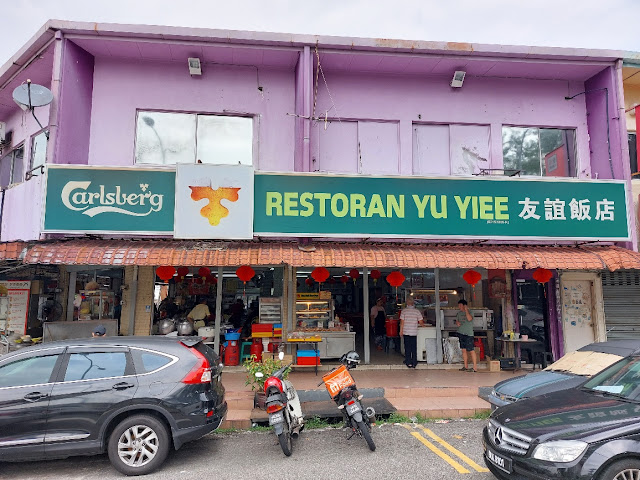 Carlsberg
RESTORAN YU YIEE 友誼飯店